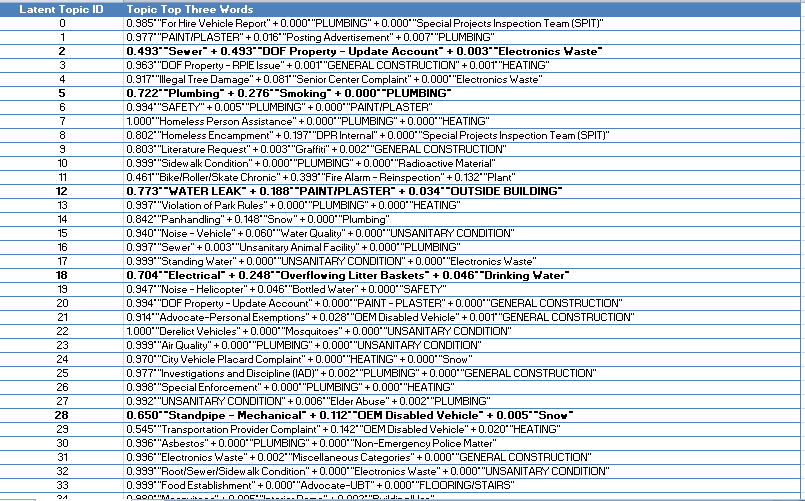 Latent Topic ID Topic Top Three Words
0 0.985*"For Hire Vehicle Report" + 0.000*"PLUMBING" + 0.000*"Special Projects Inspection Team (SPIT)"
1 0.977*"PAINT/PLASTER" + 0.016*"Posting Advertisement" + 0.007*"PLUMBING"
2 0.493*"Sewer" + 0.493*"DOF Property - Update Account" + 0.003*"Electronics Waste"
3 0.963*"DOF Property - RPIE Issue" + 0.001*"GENERAL CONSTRUCTION" + 0.001*"HEATING"
4 0.917*"Illegal Tree Damage" + 0.081*"Senior Center Complaint" + 0.000*"Electronics Waste"
5 0.722*"Plumbing" + 0.276*"Smoking" + 0.000*"PLUMBING"
6 0.994*"SAFETY" + 0.005*"PLUMBING" + 0.000*"PAINT/PLASTER"
7 1.000*"Homeless Person Assistance" + 0.000*"PLUMBING" + 0.000*"HEATING"
8 0.802*"Homeless Encampment" + 0.197*"DPR Internal" + 0.000*"Special Projects Inspection Team (SPIT)"
9 0.803*"Literature Request" + 0.003*"Graffiti" + 0.002*"GENERAL CONSTRUCTION"
10 0.999*"Sidewalk Condition" + 0.000*"PLUMBING" + 0.000*"Radioactive Material"
11 0.461*"Bike/Roller/Skate Chronic" + 0.399*"Fire Alarm - Reinspection" + 0.132*"Plant"
12 0.773*"WATER LEAK" + 0.188*"PAINT/PLASTER" + 0.034*"OUTSIDE BUILDING"
13 0.997*"Violation of Park Rules" + 0.000*"PLUMBING" + 0.000*"HEATING"
14 0.842*"Panhandling" + 0.148*"Snow" + 0.000*"Plumbing"
15 0.940*"Noise - Vehicle" + 0.060*"Water Quality" + 0.000*"UNSANITARY CONDITION"
16 0.997*"Sewer" + 0.003*"Unsanitary Animal Facility" + 0.000*"PLUMBING"
17 0.999*"Standing Water" + 0.000*"UNSANITARY CONDITION" + 0.000*"Electronics Waste"
18 0.704*"Electrical" + 0.248*"Overflowing Litter Baskets" + 0.046*"Drinking Water"
19 0.947*"Noise - Helicopter" + 0.046*"Bottled Water" + 0.000*"SAFETY"
20 0.994*"DOF Property - Update Account" + 0.000*"PAINT - PLASTER" + 0.000*"GENERAL CONSTRUCTION"
21 0.914*"Advocate-Personal Exemptions" + 0.028*"OEM Disabled Vehicle" + 0.001*"GENERAL CONSTRUCTION"
22 1.000*"Derelict Vehicles" + 0.000*"Mosquitoes" + 0.000*"UNSANITARY CONDITION"
23 0.999*"Air Quality" + 0.000*"PLUMBING" + 0.000*"UNSANITARY CONDITION"
24 0.970*"City Vehicle Placard Complaint" + 0.000*"HEATING" + 0.000*"Snow"
25 0.977*"Investigations and Discipline (IAD)" + 0.002*"PLUMBING" + 0.000*"GENERAL CONSTRUCTION"
26 0.998*"Special Enforcement" + 0.000*"PLUMBING" + 0.000*"HEATING"
27 0.992*"UNSANITARY CONDITION" + 0.006*"Elder Abuse" + 0.002*"PLUMBING"
28 0.650*"Standpipe - Mechanical" + 0.112*"OEM Disabled Vehicle" + 0.005*"Snow"
29 0.545*"Transportation Provider Complaint" + 0.142*"OEM Disabled Vehicle" + 0.020*"HEATING"
30 0.996*"Asbestos" + 0.000*"PLUMBING" + 0.000*"Non-Emergency Police Matter"
31 0.996*"Electronics Waste" + 0.002*"Miscellaneous Categories" + 0.000*"GENERAL CONSTRUCTION"
32 0.999*"Root/Sewer/Sidewalk Condition" + 0.000*"Electronics Waste" + 0.000*"UNSANITARY CONDITION"
33 0.999*"Food Establishment" + 0.000*"Advocate-UBT" + 0.000*"FLOORING/STAIRS"